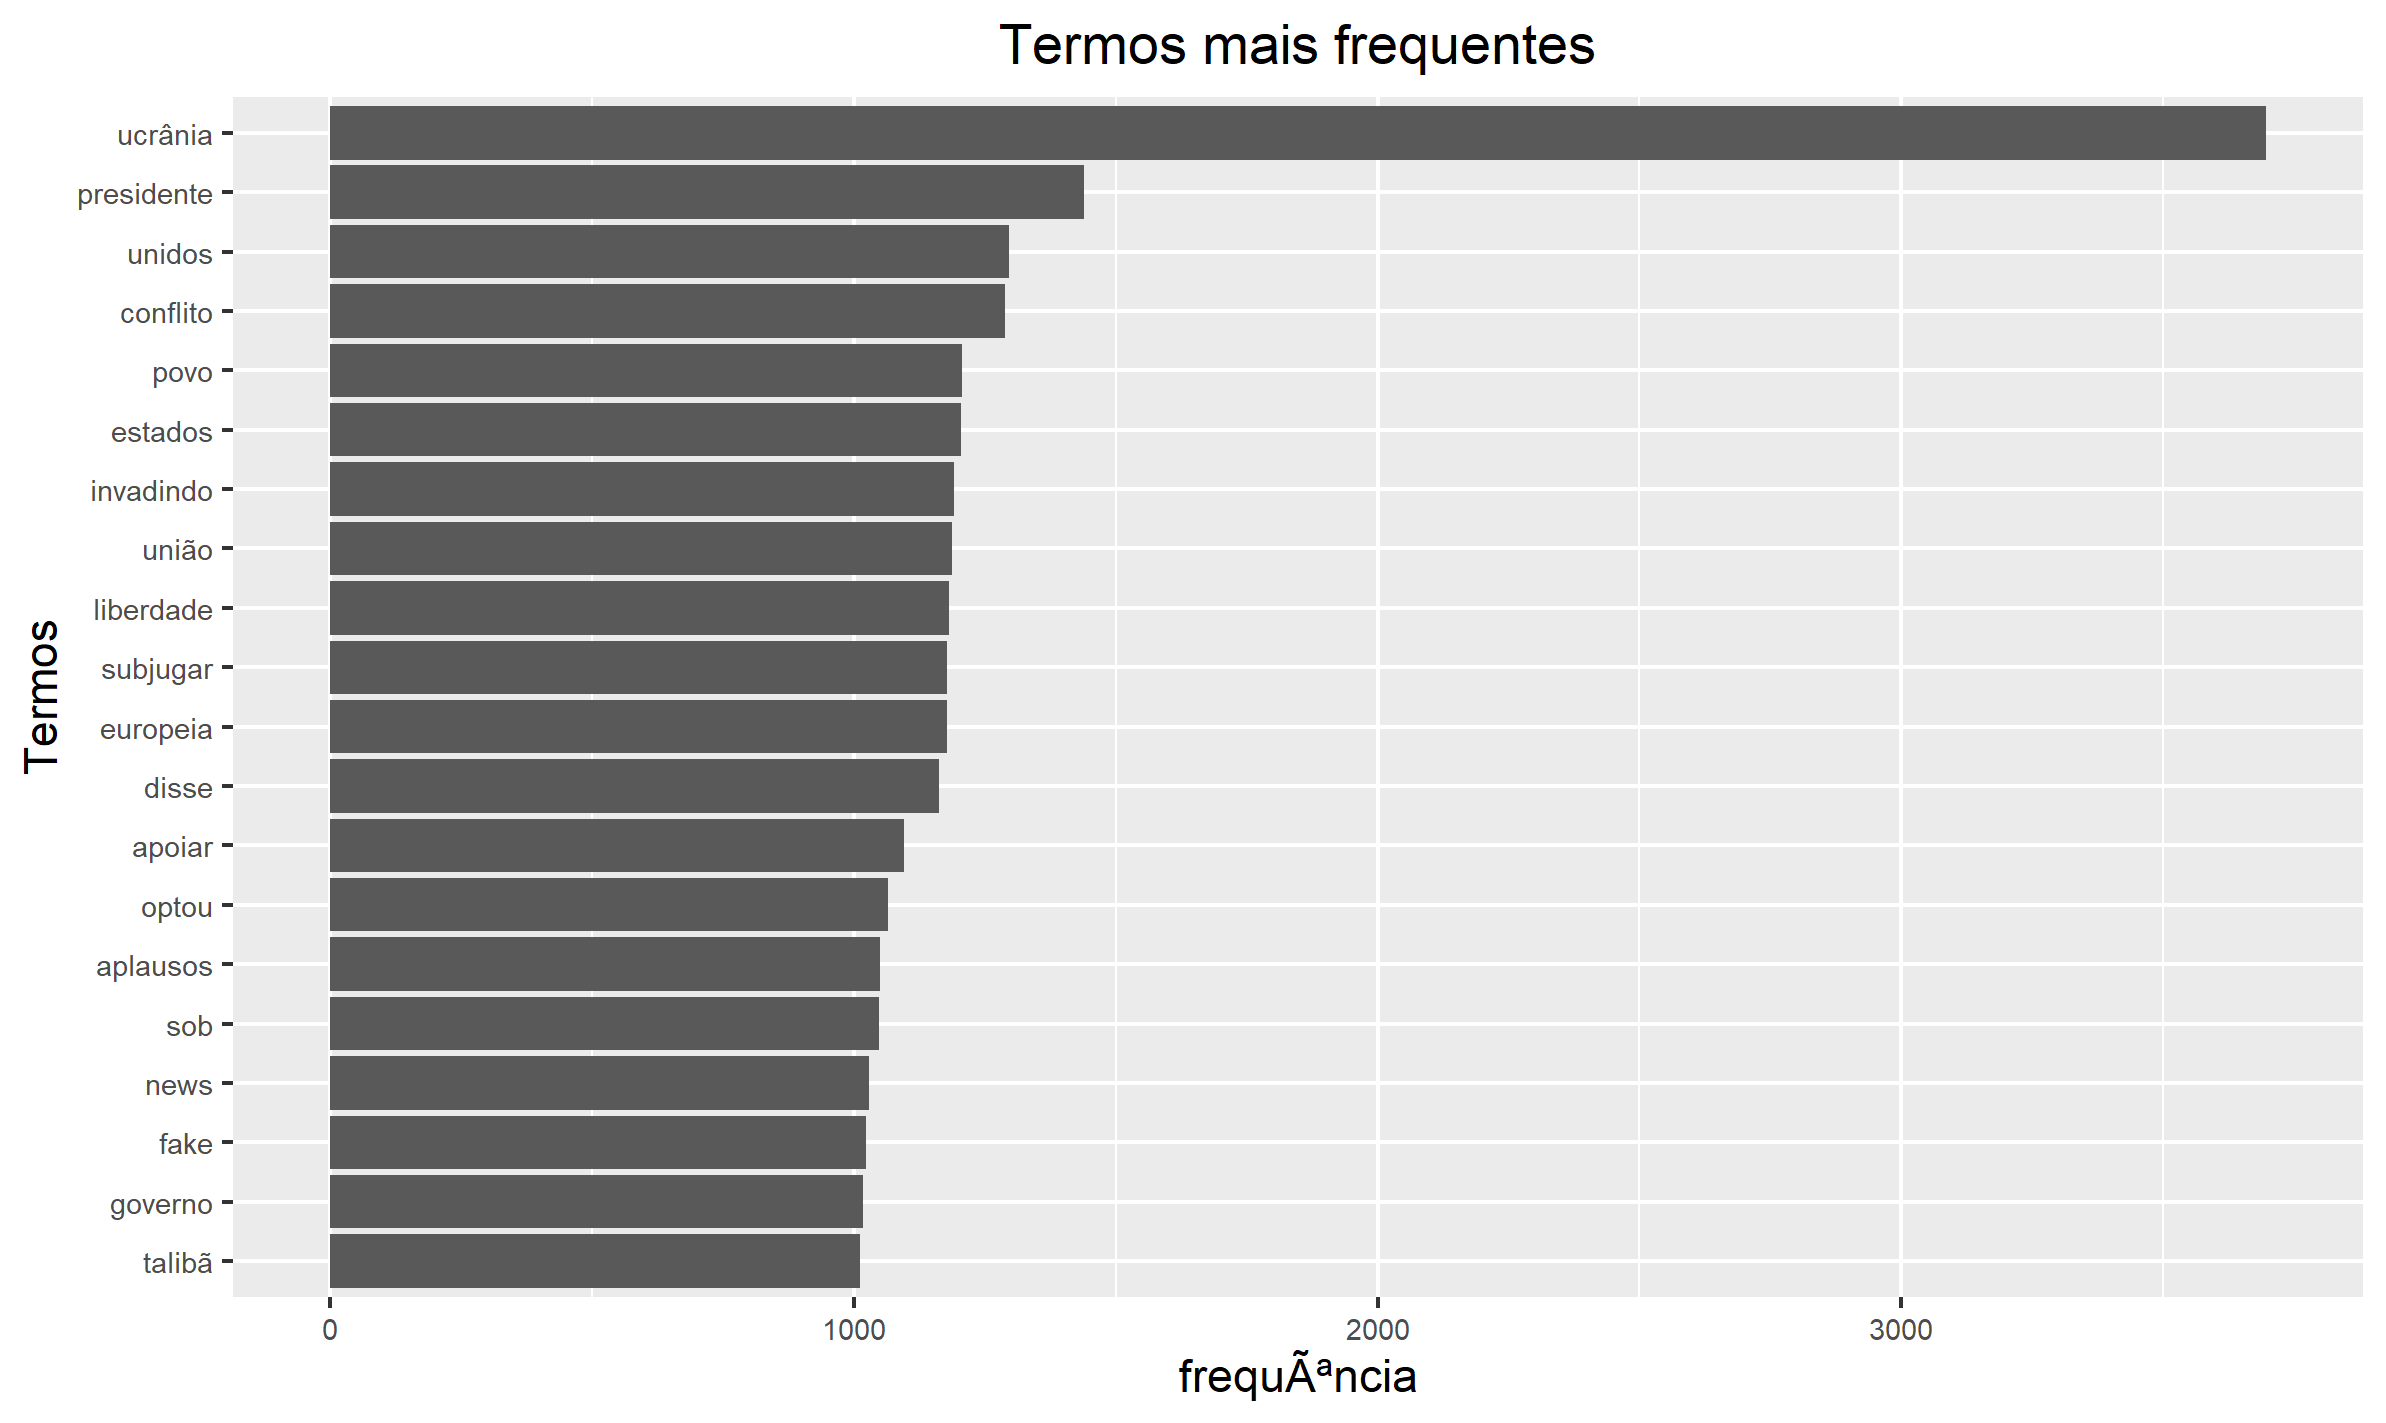 Termos mais frequentes
Termos
ucrânia
presidente
unidos
conflito
povo
estados
invadindo
união
liberdade
subjugar
europeia
disse
apoiar
optou
aplausos
sob
news
fake
governo
talibã
0 1000 2000 3000
frequÃªncia